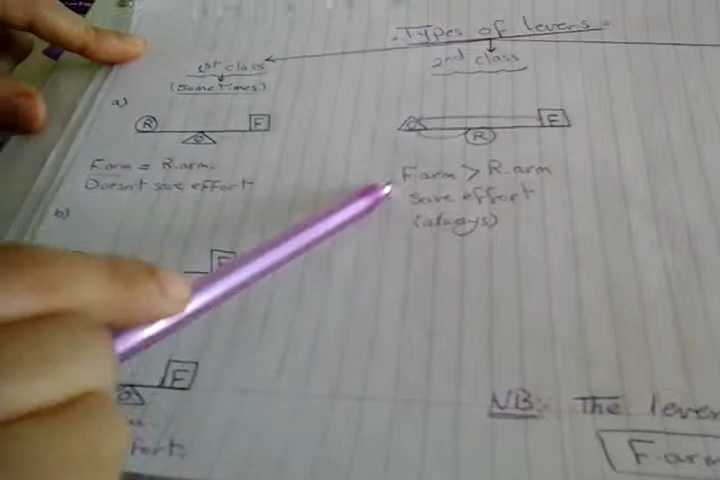 Types of levers
1st class
2nd class
(sometimes)
a)
R
F
F
R
F.arm = R.arm.
Doesn't save effort
F.arm > R.arm
save effort
(always)
b)
F
F
fort.
NB: The lever
F.arm